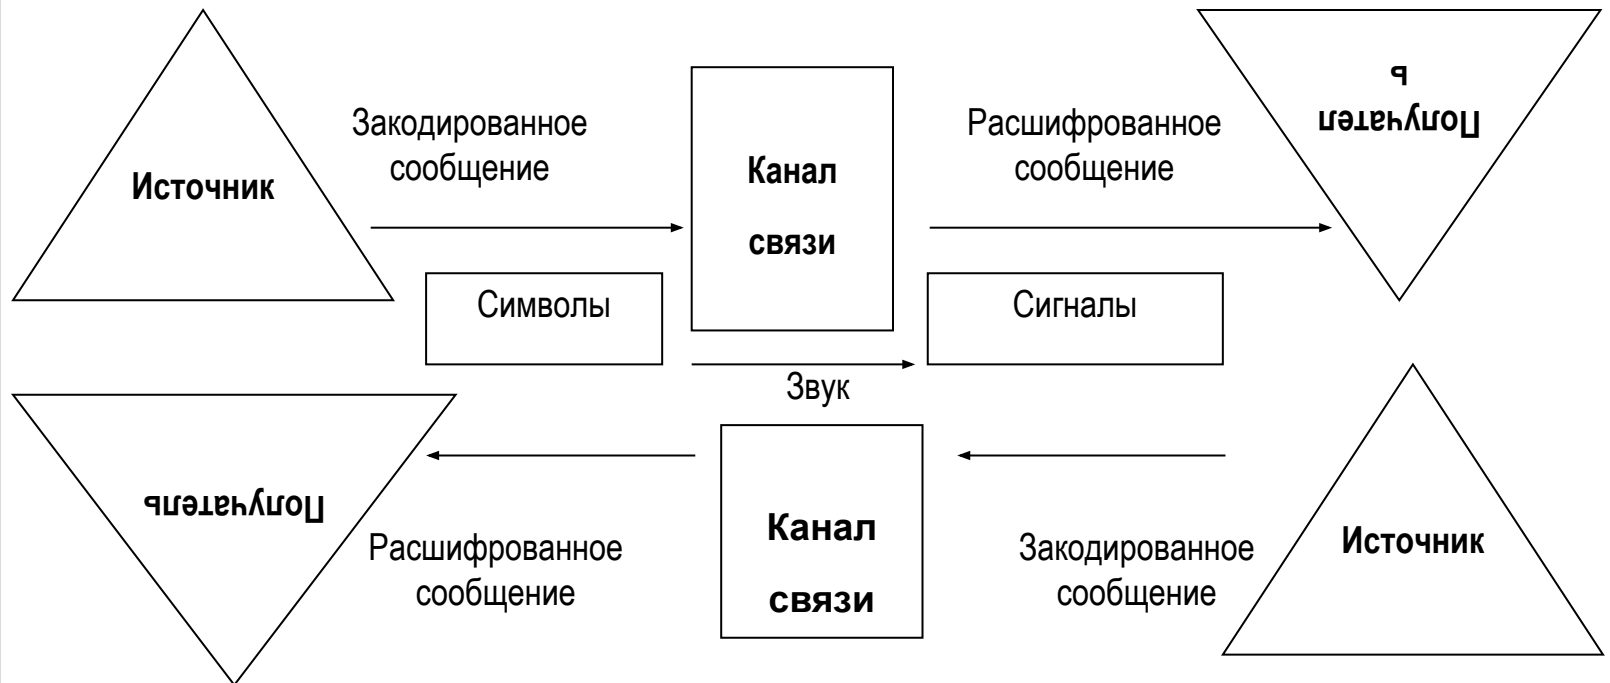 Источник
Закодированное
сообщение
Канал
связи
Расшифрованное
сообщение
Получател
ь
Символы
Сигналы
Звук
Получатель
Расшифрованное
сообщение
Канал
связи
Закодированное
сообщение
Источник